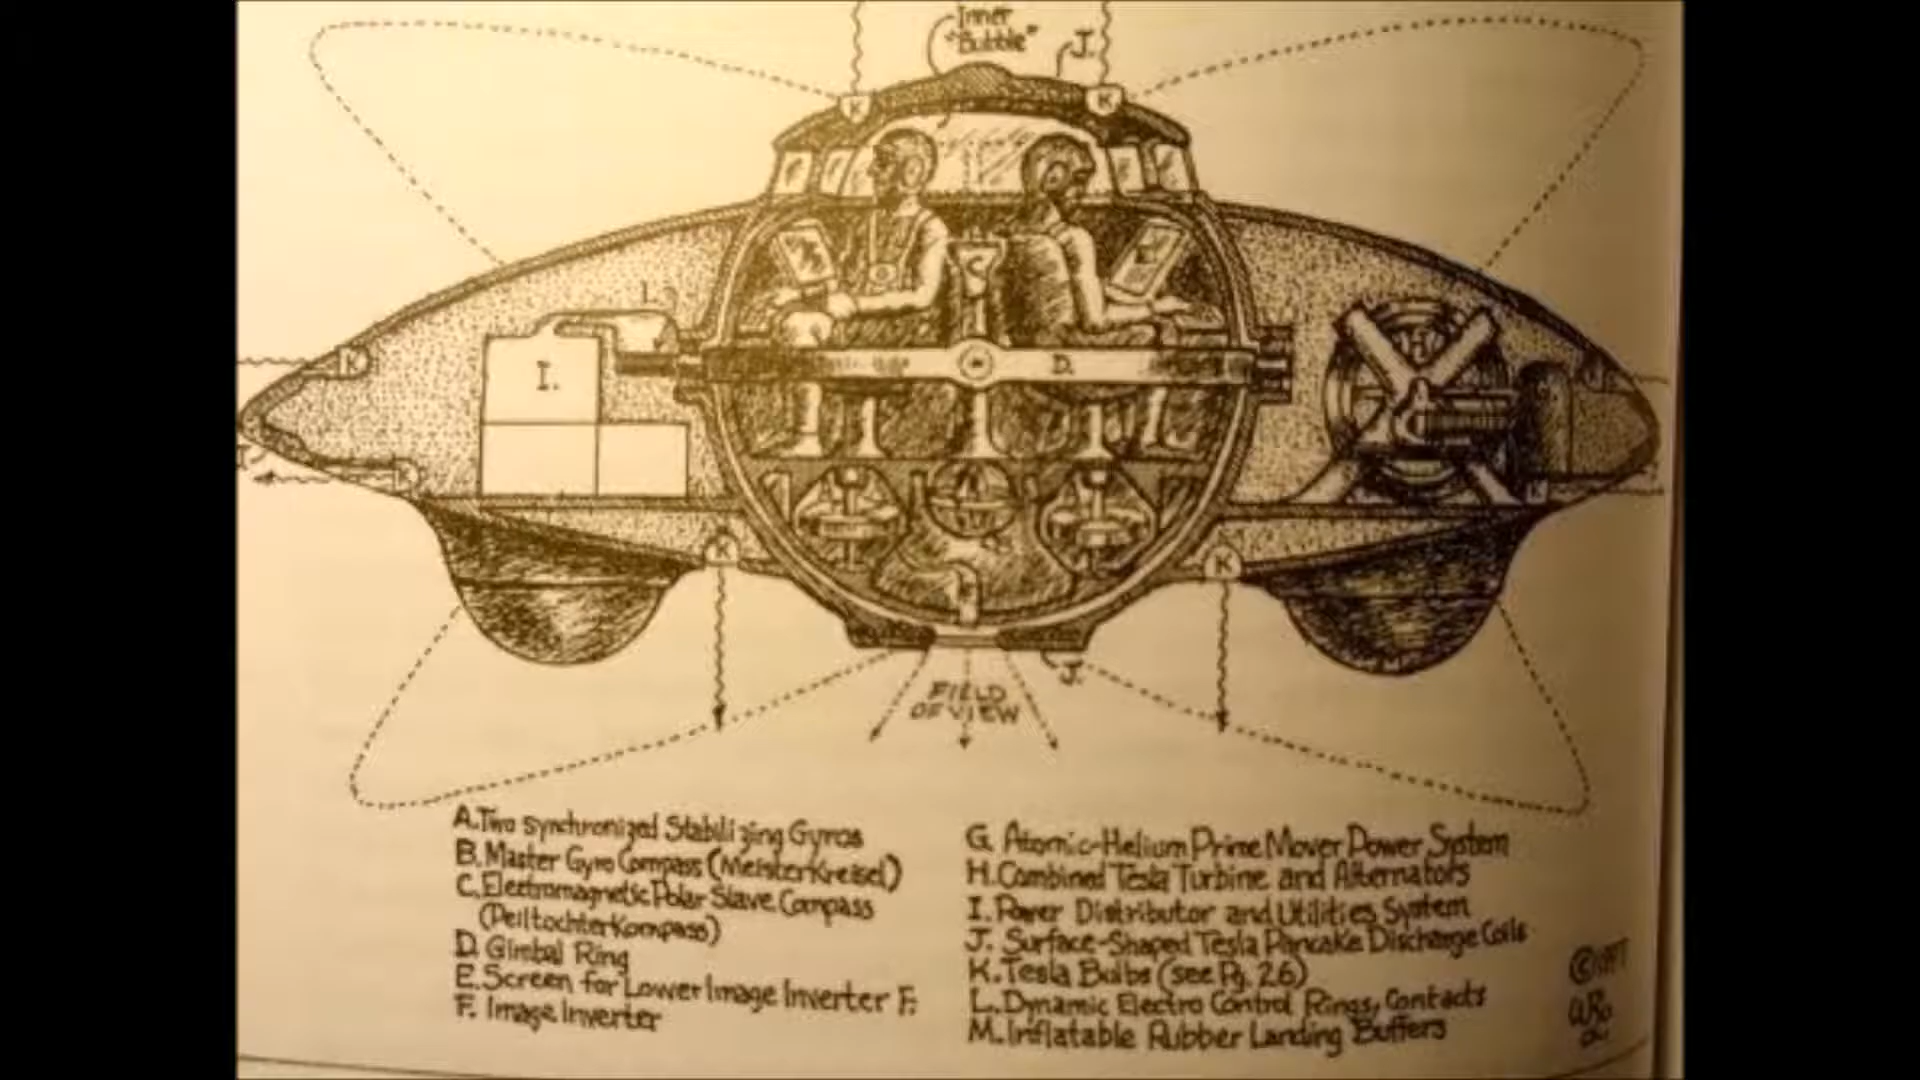 Inner
"Bubble"
J.
K
K
C
I.
D.
H
K
K
K
K
J.
FIELD
OF VIEW
A. Two Synchronized Stabilizing Gyros
B. Master Gyro Compass (Meisterkreisel)
C. Electromagnetic Polar Slave Compass
(Peiltochterkompass)
D. Gimbal Ring
E. Screen for Lower Image Inverter F.
F. Image Inverter
G. Atomic-Helium Prime Mover Power System
H. Combined Tesla Turbine and Alternators
I. Power Distributor and Utilities System
J. Surface-Shaped Tesla Pancake Discharge Coils
K. Tesla Bulbs (see Pg. 26)
L. Dynamic Electro Control Rings, Contacts
M. Inflatable Rubber Landing Buffers
©1997